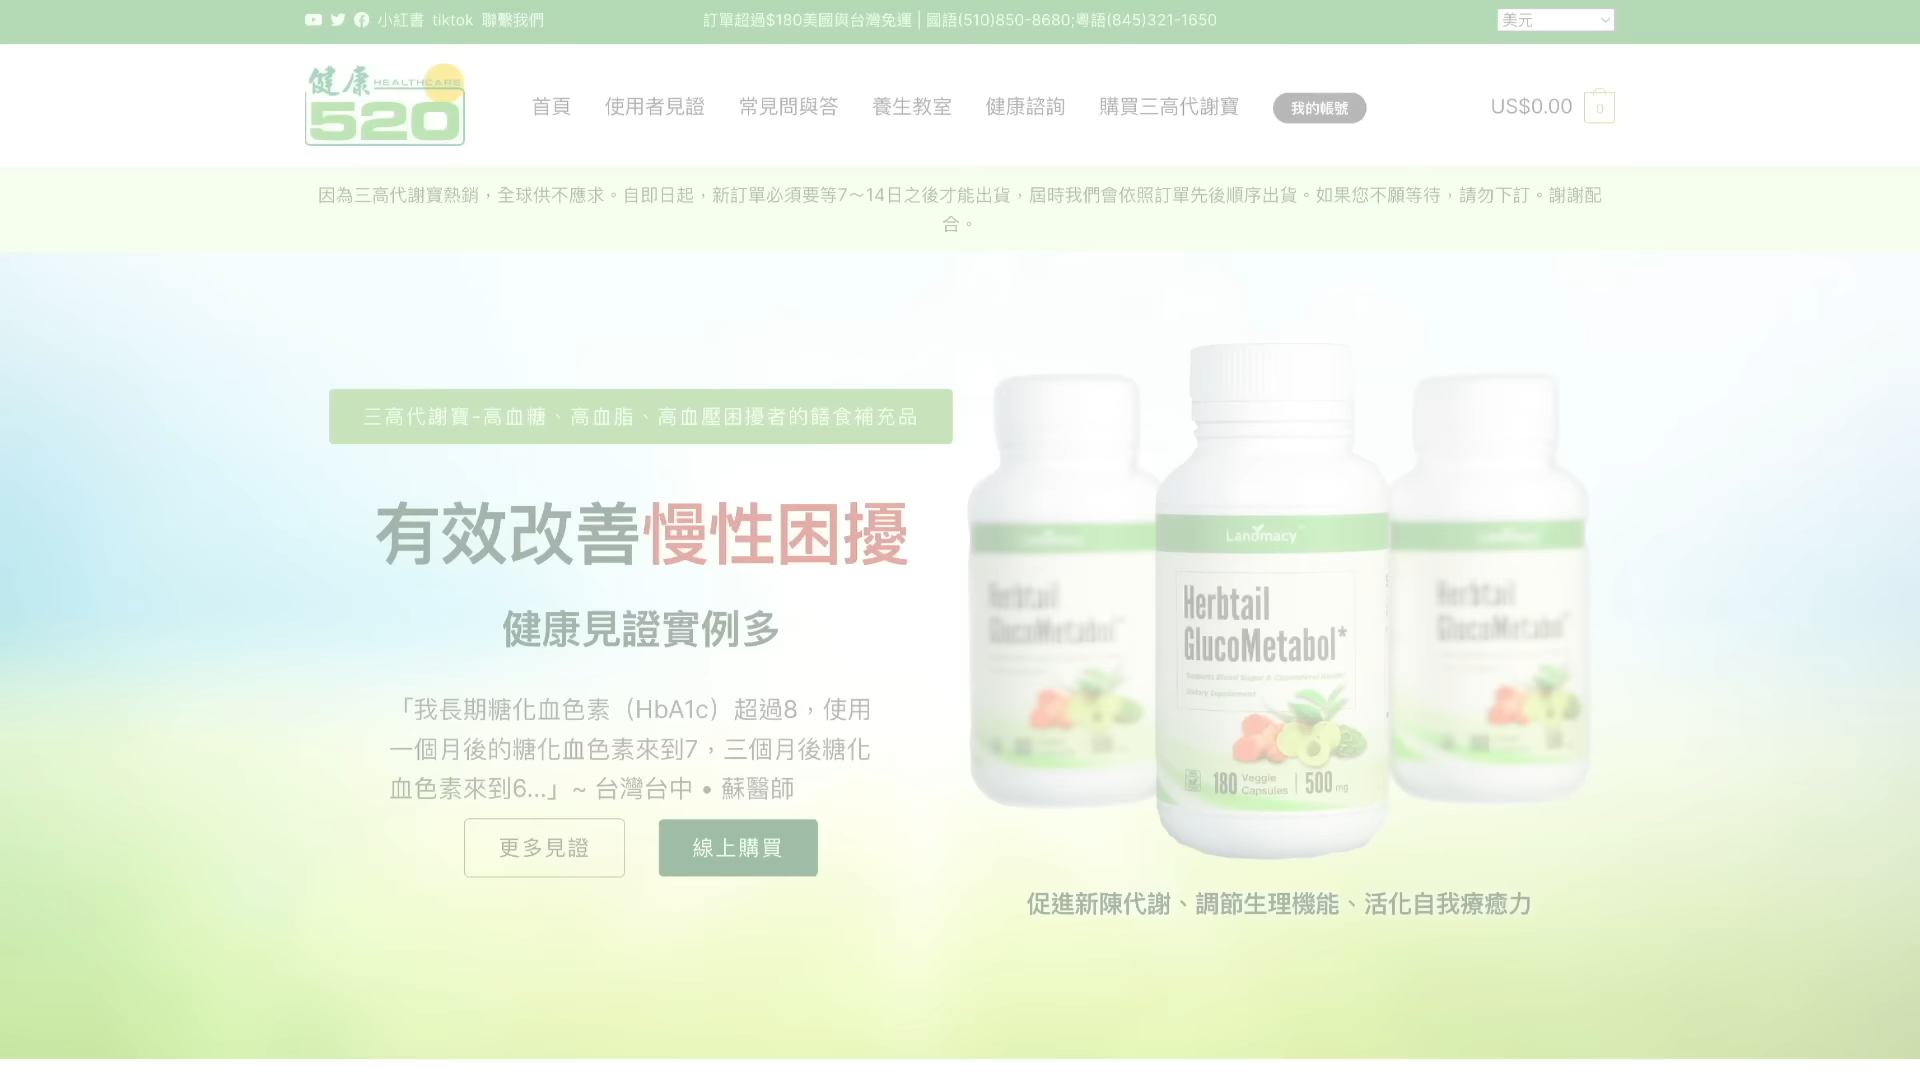 小紅書 tiktok 聯繫我們
訂單超過$180美國與台灣免運 | 國語(510)850-8680;粵語(845)321-1650
美元
健康 HEALTHCARE
520
首頁 使用者見證 常見問與答 養生教室 健康諮詢 購買三高代謝寶 我的帳號
US$0.00 0
因為三高代謝寶熱銷，全球供不應求。自即日起，新訂單必須要等7～14日之後才能出貨，屆時我們會依照訂單先後順序出貨。如果您不願等待，請勿下訂。謝謝配
合。
三高代謝寶-高血糖、高血脂、高血壓困擾者的膳食補充品
有效改善慢性困擾
健康見證實例多
「我長期糖化血色素（HbA1c）超過8，使用
一個月後的糖化血色素來到7，三個月後糖化
血色素來到6...」~ 台灣台中 • 蘇醫師
更多見證 線上購買
Landmacy
Herbtail
GlucoMetabol*
Supports Blood Sugar & Cholesterol Health*
Dietary Supplement
180 Veggie Capsules | 500 mg
Herbtail
GlucoMetabol
Herbtail
GlucoMetabol
促進新陳代謝、調節生理機能、活化自我療癒力